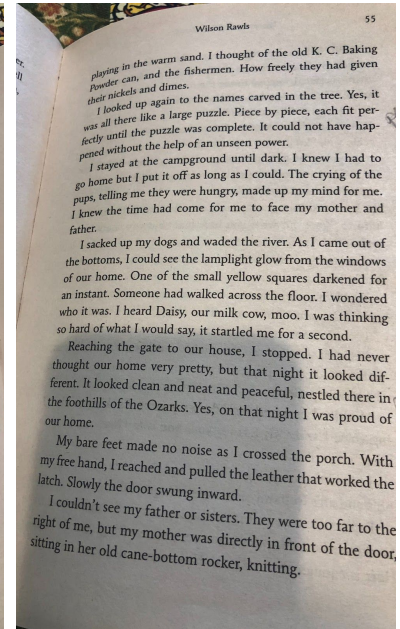 er.
ell
Wilson Rawls
55
playing in the warm sand. I thought of the old K. C. Baking
Powder can, and the fishermen. How freely they had given
their nickels and dimes.
I looked up again to the names carved in the tree. Yes, it
was all there like a large puzzle. Piece by piece, each fit per-
fectly until the puzzle was complete. It could not have hap-
pened without the help of an unseen power.
I stayed at the campground until dark. I knew I had to
go home but I put it off as long as I could. The crying of the
pups, telling me they were hungry, made up my mind for me.
I knew the time had come for me to face my mother and
father.
I sacked up my dogs and waded the river. As I came out of
the bottoms, I could see the lamplight glow from the windows
of our home. One of the small yellow squares darkened for
an instant. Someone had walked across the floor. I wondered
who it was. I heard Daisy, our milk cow, moo. I was thinking
so hard of what I would say, it startled me for a second.
Reaching the gate to our house, I stopped. I had never
thought our home very pretty, but that night it looked dif-
ferent. It looked clean and neat and peaceful, nestled there in
the foothills of the Ozarks. Yes, on that night I was proud of
our home.
My bare feet made no noise as I crossed the porch. With
my free hand, I reached and pulled the leather that worked the
latch. Slowly the door swung inward.
I couldn't see my father or sisters. They were too far to the
right of me, but my mother was directly in front of the door,
sitting in her old cane-bottom rocker, knitting.